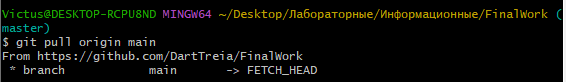 Victus@DESKTOP-RCPU8ND MINGW64 ~/Desktop/Лабораторные/Информационные/FinalWork (
master)
$ git pull origin main
From https://github.com/DartTreia/FinalWork
 * branch            main       -> FETCH_HEAD